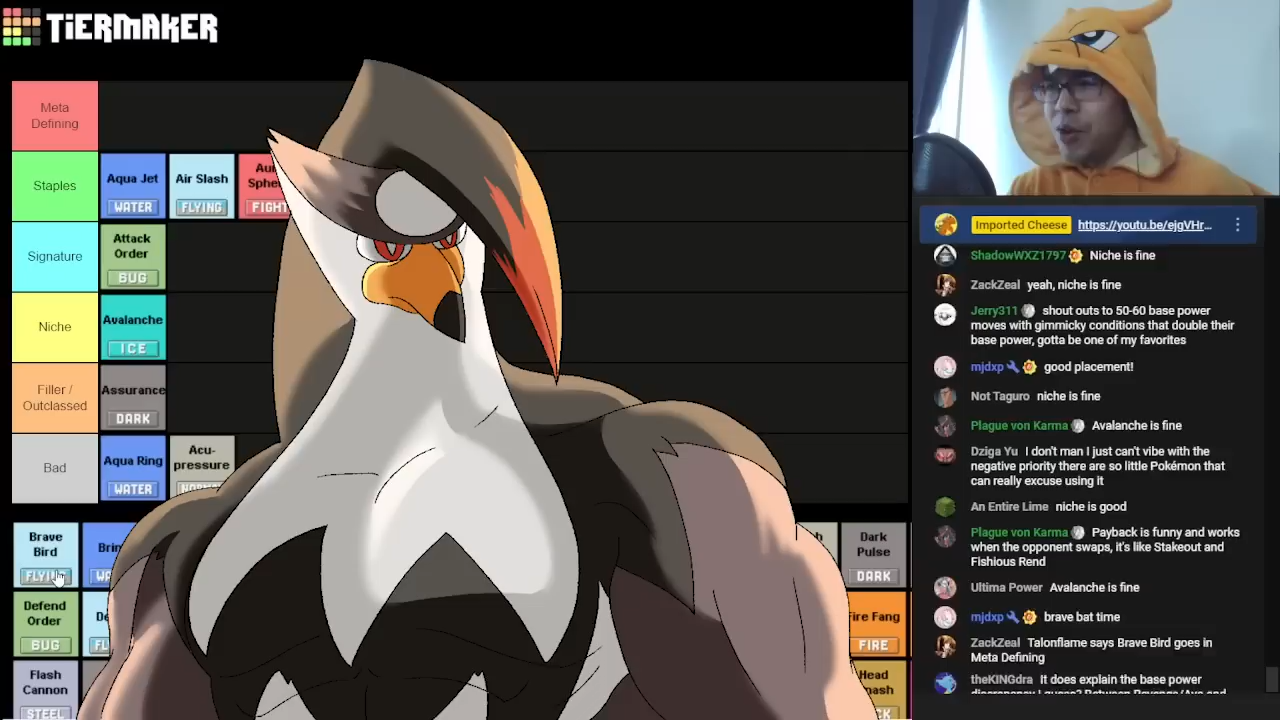 TiERMAKER
Meta
Defining
Staples
Aqua Jet
WATER
Air Slash
FLYING
FIGHT
Signature
Attack
Order
BUG
Niche
Avalanche
ICE
Filler /
Outclassed
Assurance
DARK
Bad
Aqua Ring
WATER
Acu-
pressure
Brave
Bird
Dark
Pulse
DARK
Defend
Order
BUG
Fire Fang
FIRE
Flash
Cannon
STEEL
Head
Imported Cheese https://youtu.be/ejgVHr...
ShadowWXZ1797 Niche is fine
ZackZeal yeah, niche is fine
Jerry311 shout outs to 50-60 base power
moves with gimmicky conditions that double their
base power, gotta be one of my favorites
mjdxp good placement!
Not Taguro niche is fine
Plague von Karma Avalanche is fine
Dziga Yu I don't man I just can't vibe with the
negative priority there are so little Pokémon that
can really excuse using it
An Entire Lime niche is good
Plague von Karma Payback is funny and works
when the opponent swaps, it's like Stakeout and
Fishious Rend
Ultima Power Avalanche is fine
mjdxp brave bat time
ZackZeal Talonflame says Brave Bird goes in
Meta Defining
theKINGdra It does explain the base power